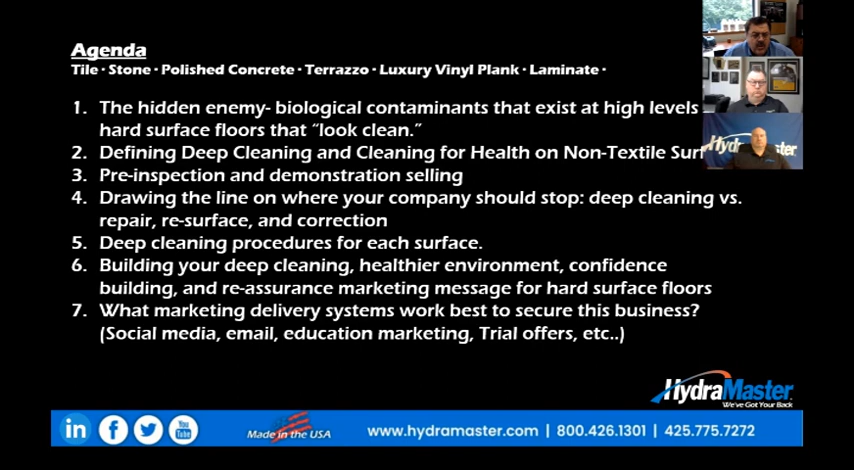 Agenda
Tile · Stone · Polished Concrete · Terrazzo · Luxury Vinyl Plank · Laminate ·
1. The hidden enemy- biological contaminants that exist at high levels
hard surface floors that “look clean.”
2. Defining Deep Cleaning and Cleaning for Health on Non-Textile
3. Pre-inspection and demonstration selling
4. Drawing the line on where your company should stop: deep cleaning vs.
repair, re-surface, and correction
5. Deep cleaning procedures for each surface.
6. Building your deep cleaning, healthier environment, confidence
building, and re-assurance marketing message for hard surface floors
7. What marketing delivery systems work best to secure this business?
(Social media, email, education marketing, Trial offers, etc..)
HydraMaster
We've Got Your Back
in
f
You
Tube
Made in the USA
www.hydramaster.com | 800.426.1301 | 425.775.7272